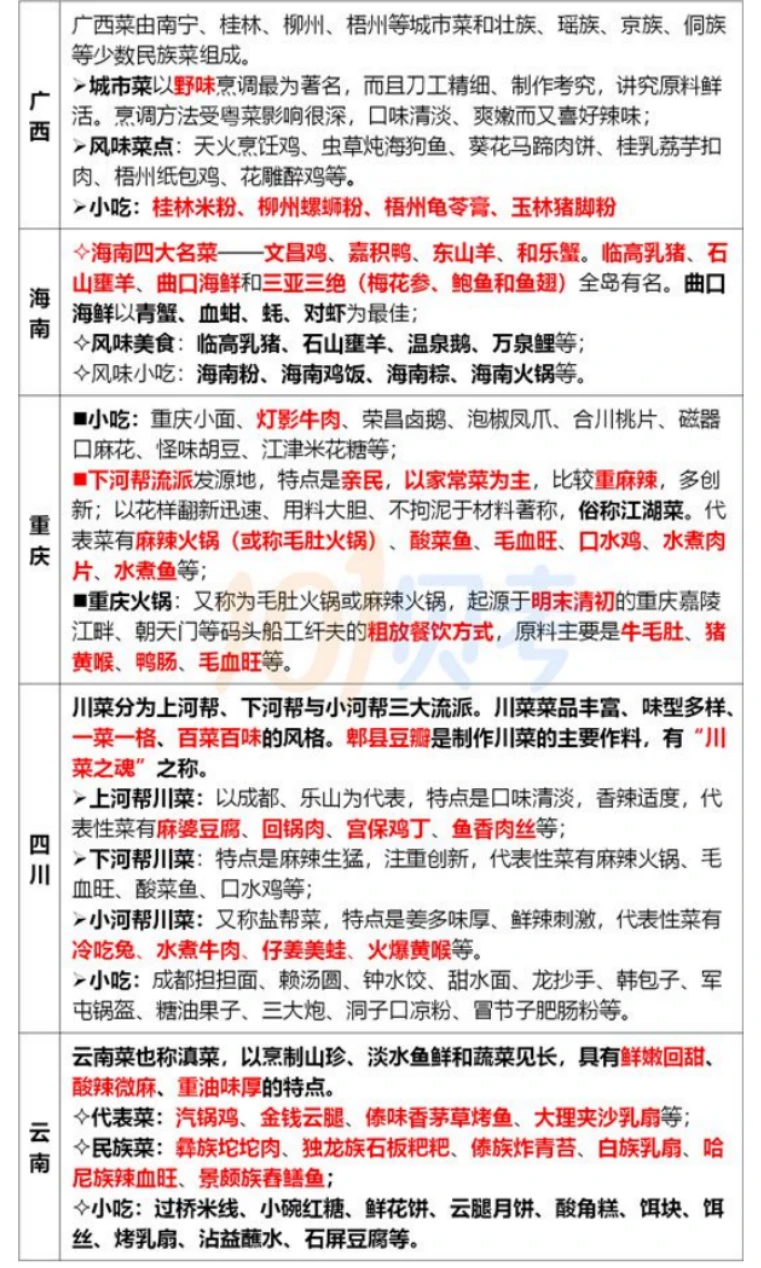 广西
广西菜由南宁、桂林、柳州、梧州等城市菜和壮族、瑶族、京族、侗族
等少数民族菜组成。
➢城市菜以野味烹调最为著名，而且刀工精细、制作考究，讲究原料鲜
活。烹调方法受粤菜影响很深，口味清淡、爽嫩而又喜好辣味；
➢风味菜点：天火烹饪鸡、虫草炖海狗鱼、葵花马蹄肉饼、桂乳荔芋扣
肉、梧州纸包鸡、花雕醉鸡等。
➢小吃：桂林米粉、柳州螺蛳粉、梧州龟苓膏、玉林猪脚粉
海南
✧海南四大名菜——文昌鸡、嘉积鸭、东山羊、和乐蟹。临高乳猪、石
山壅羊、曲口海鲜和三亚三绝（梅花参、鲍鱼和鱼翅）全岛有名。曲口
海鲜以青蟹、血蚶、蚝、对虾为最佳；
✧风味美食：临高乳猪、石山壅羊、温泉鹅、万泉鲤等；
✧风味小吃：海南粉、海南鸡饭、海南粽、海南火锅等。
重庆
■小吃：重庆小面、灯影牛肉、荣昌卤鹅、泡椒凤爪、合川桃片、磁器
口麻花、怪味胡豆、江津米花糖等；
■下河帮流派发源地，特点是亲民，以家常菜为主，比较重麻辣，多创
新；以花样翻新迅速、用料大胆、不拘泥于材料著称，俗称江湖菜。代
表菜有麻辣火锅（或称毛肚火锅）、酸菜鱼、毛血旺、口水鸡、水煮肉
片、水煮鱼等；
■重庆火锅：又称为毛肚火锅或麻辣火锅，起源于明末清初的重庆嘉陵
江畔、朝天门等码头船工纤夫的粗放餐饮方式，原料主要是牛毛肚、猪
黄喉、鸭肠、毛血旺等。
101贝考
四川
川菜分为上河帮、下河帮与小河帮三大流派。川菜菜品丰富、味型多样、
一菜一格、百菜百味的风格。郫县豆瓣是制作川菜的主要作料，有“川
菜之魂”之称。
➢上河帮川菜：以成都、乐山为代表，特点是口味清淡，香辣适度，代
表性菜有麻婆豆腐、回锅肉、宫保鸡丁、鱼香肉丝等；
➢下河帮川菜：特点是麻辣生猛，注重创新，代表性菜有麻辣火锅、毛
血旺、酸菜鱼、口水鸡等；
➢小河帮川菜：又称盐帮菜，特点是姜多味厚、鲜辣刺激，代表性菜有
冷吃兔、水煮牛肉、仔姜美蛙、火爆黄喉等。
➢小吃：成都担担面、赖汤圆、钟水饺、甜水面、龙抄手、韩包子、军
屯锅盔、糖油果子、三大炮、洞子口凉粉、冒节子肥肠粉等。
云南
云南菜也称滇菜，以烹制山珍、淡水鱼鲜和蔬菜见长，具有鲜嫩回甜、
酸辣微麻、重油味厚的特点。
✧代表菜：汽锅鸡、金钱云腿、傣味香茅草烤鱼、大理夹沙乳扇等；
✧民族菜：彝族坨坨肉、独龙族石板粑粑、傣族炸青苔、白族乳扇、哈
尼族辣血旺、景颇族舂鳝鱼；
✧小吃：过桥米线、小碗红糖、鲜花饼、云腿月饼、酸角糕、饵块、饵
丝、烤乳扇、沾益蘸水、石屏豆腐等。